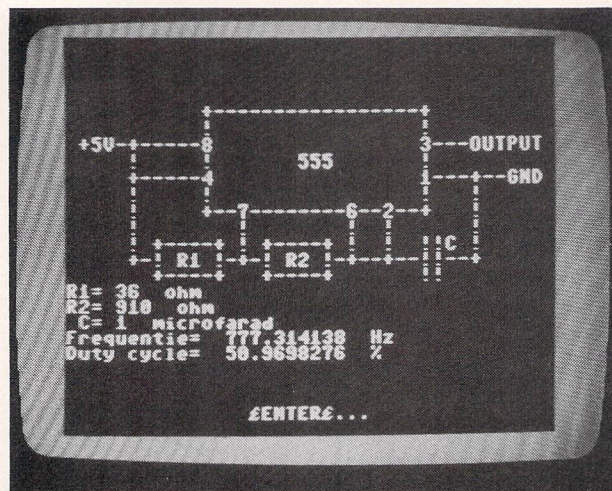 +5V 8 3 OUTPUT
555
4 1 GND
7 6 2
R1 R2 C
R1= 36 ohm
R2= 910 ohm
C= 1 microfarad
Frequentie= 777.314138 Hz
Duty cycle= 50.9698276 %
£ENTER£...